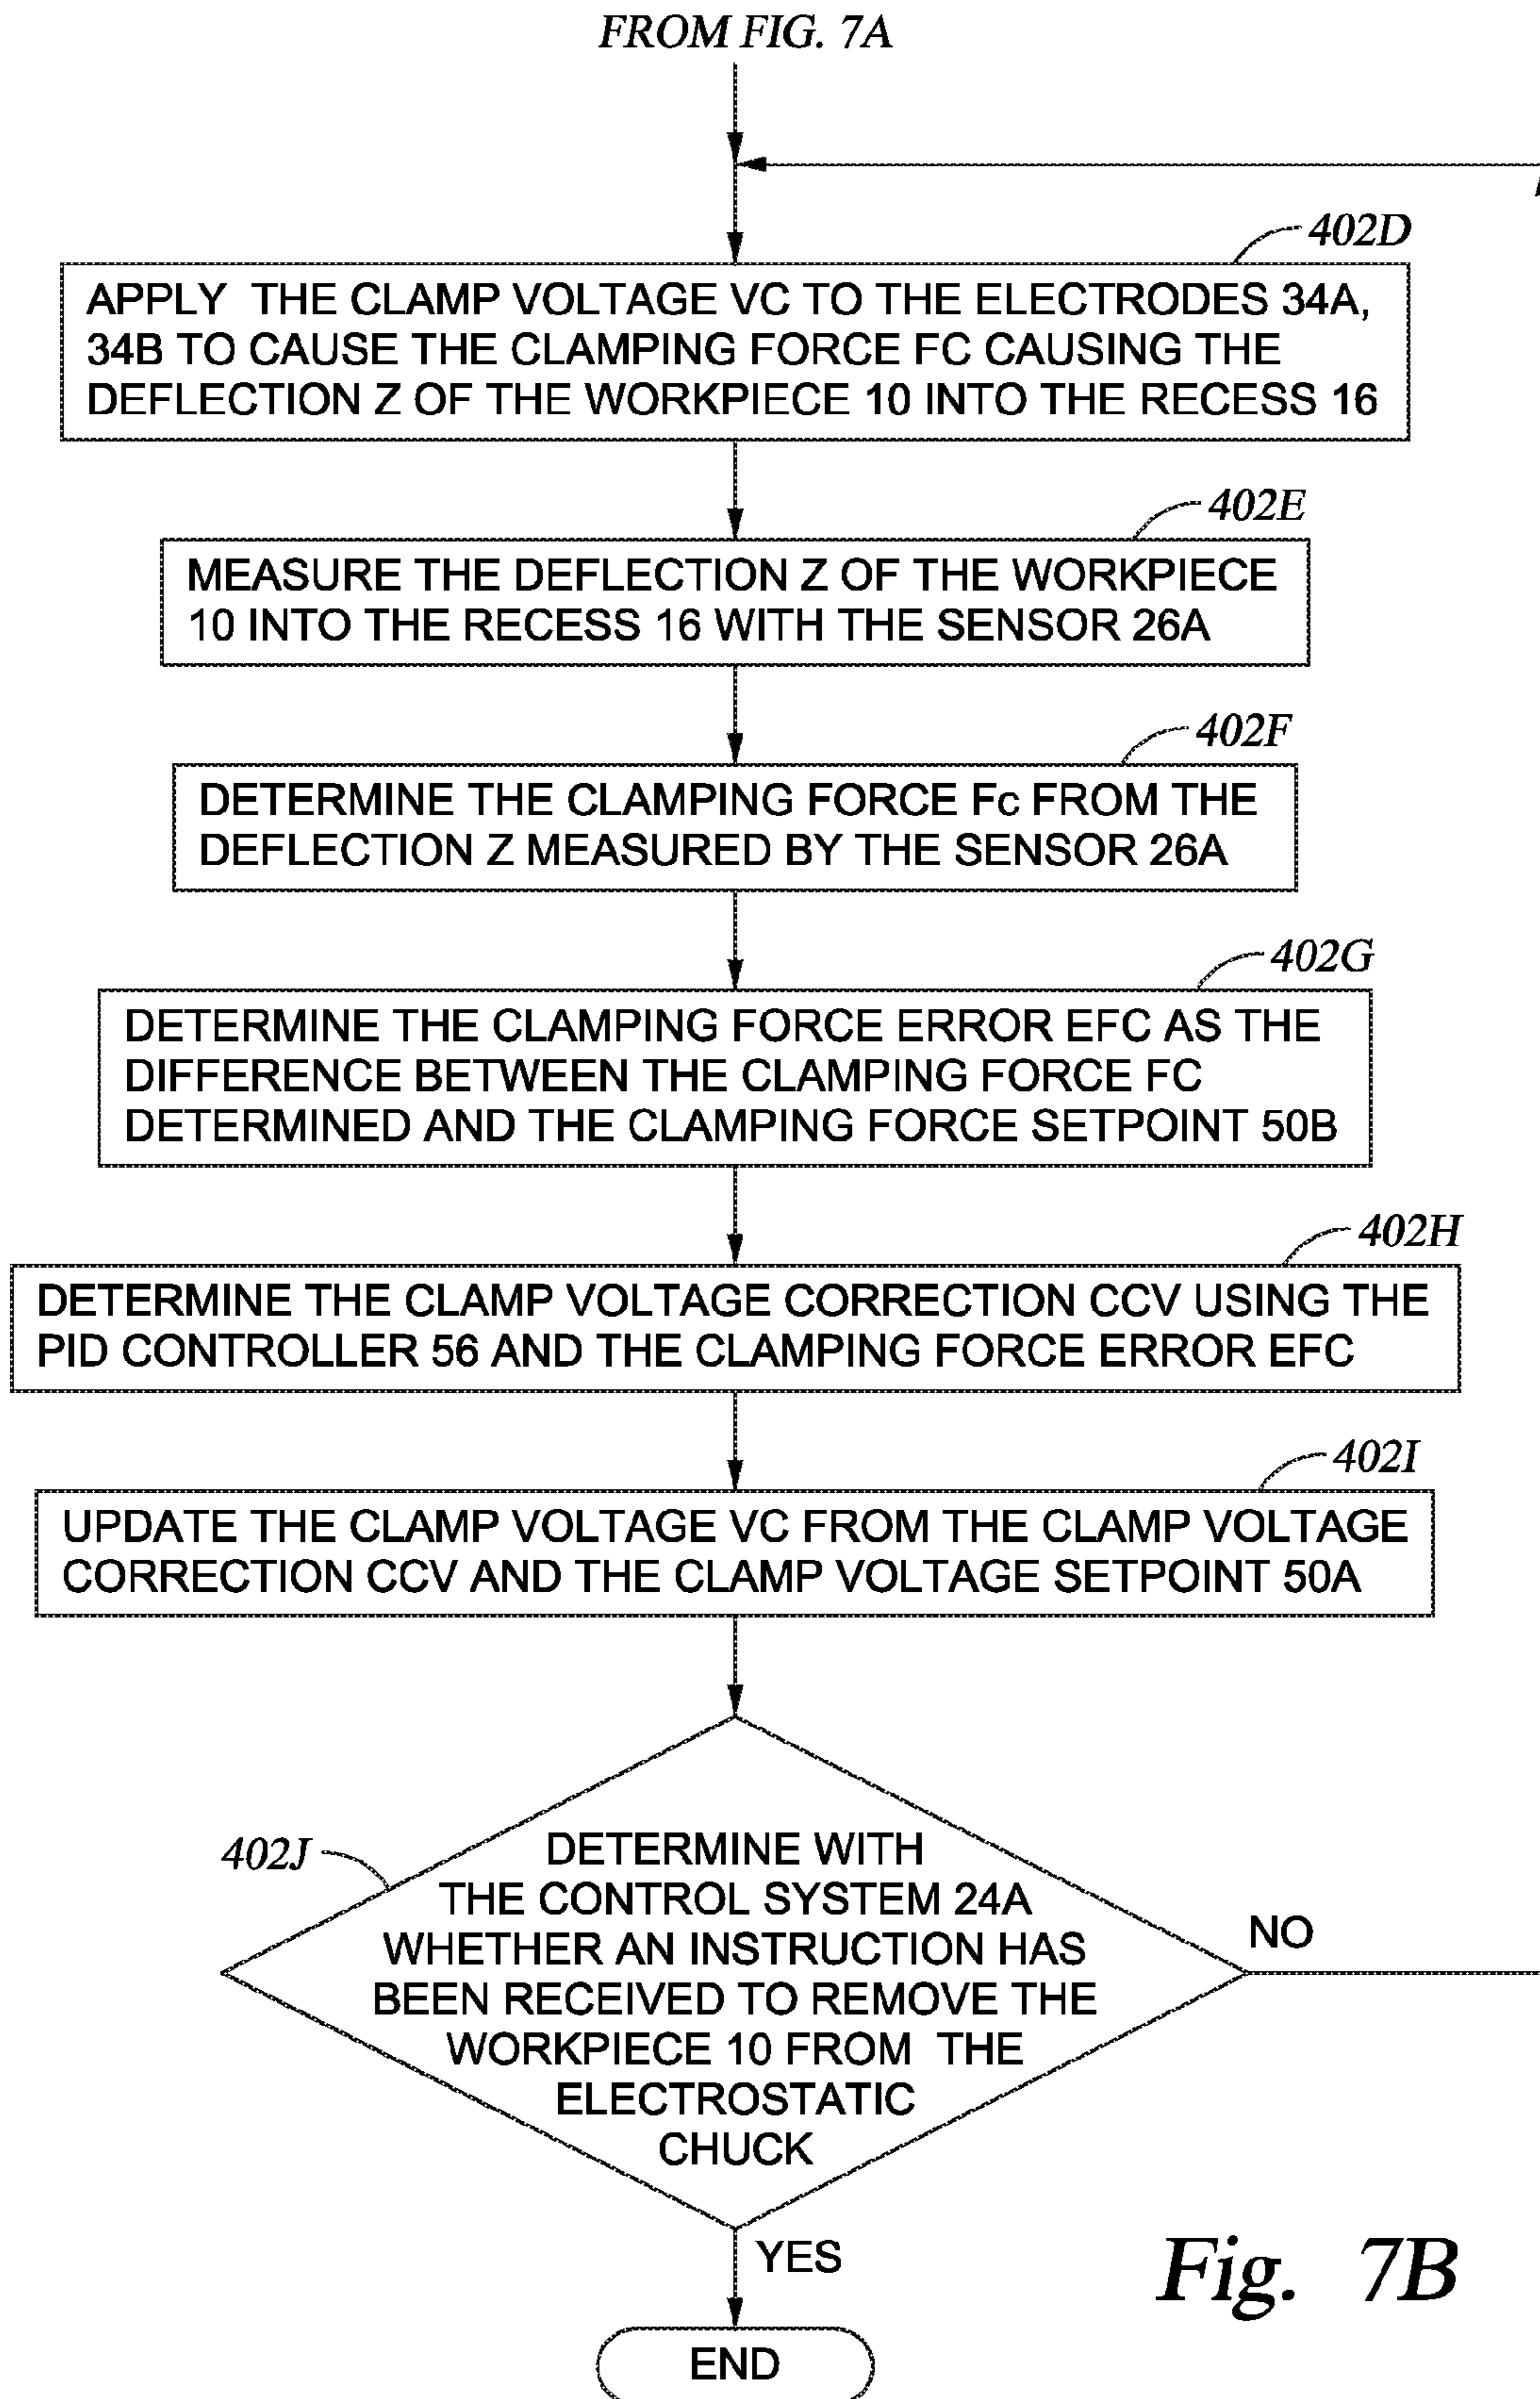 FROM FIG. 7A
402D
APPLY THE CLAMP VOLTAGE VC TO THE ELECTRODES 34A,
34B TO CAUSE THE CLAMPING FORCE FC CAUSING THE
DEFLECTION Z OF THE WORKPIECE 10 INTO THE RECESS 16
402E
MEASURE THE DEFLECTION Z OF THE WORKPIECE
10 INTO THE RECESS 16 WITH THE SENSOR 26A
402F
DETERMINE THE CLAMPING FORCE Fc FROM THE
DEFLECTION Z MEASURED BY THE SENSOR 26A
402G
DETERMINE THE CLAMPING FORCE ERROR EFC AS THE
DIFFERENCE BETWEEN THE CLAMPING FORCE FC
DETERMINED AND THE CLAMPING FORCE SETPOINT 50B
402H
DETERMINE THE CLAMP VOLTAGE CORRECTION CCV USING THE
PID CONTROLLER 56 AND THE CLAMPING FORCE ERROR EFC
402I
UPDATE THE CLAMP VOLTAGE VC FROM THE CLAMP VOLTAGE
CORRECTION CCV AND THE CLAMP VOLTAGE SETPOINT 50A
402J
DETERMINE WITH
THE CONTROL SYSTEM 24A
WHETHER AN INSTRUCTION HAS
BEEN RECEIVED TO REMOVE THE
WORKPIECE 10 FROM THE
ELECTROSTATIC
CHUCK
NO
YES
END
Fig. 7B